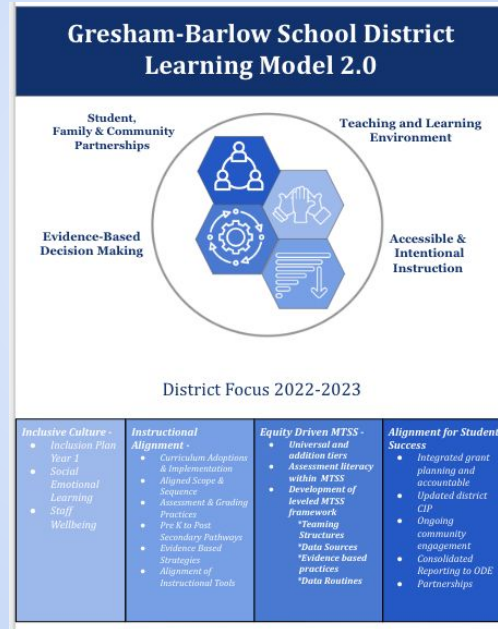 Gresham-Barlow School District
Learning Model 2.0
Student,
Family & Community
Partnerships
Teaching and Learning
Environment
Evidence-Based
Decision Making
Accessible &
Intentional
Instruction
District Focus 2022-2023
Inclusive Culture -
● Inclusion Plan
Year 1
● Social
Emotional
Learning
● Staff
Wellbeing
Instructional
Alignment -
● Curriculum Adoptions
& Implementation
● Aligned Scope &
Sequence
● Assessment & Grading
Practices
● Pre K to Post
Secondary Pathways
● Evidence Based
Strategies
● Alignment of
Instructional Tools
Equity Driven MTSS -
● Universal and
addition tiers
● Assessment literacy
within MTSS
● Development of
leveled MTSS
framework
*Teaming
Structures
*Data Sources
*Evidence based
practices
*Data Routines
Alignment for Student
Success
● Integrated grant
planning and
accountable
● Updated district
CIP
● Ongoing
community
engagement
● Consolidated
Reporting to ODE
● Partnerships